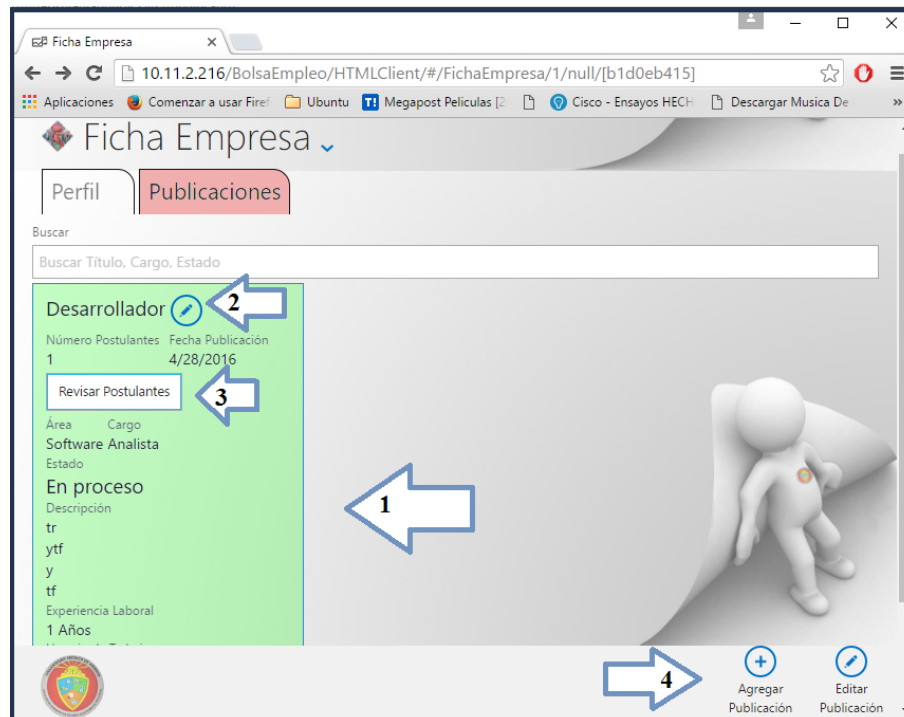 Ficha Empresa
10.11.2.216/BolsaEmpleo/HTMLClient/#/FichaEmpresa/1/null/[b1d0eb415]
Aplicaciones Comenzar a usar Firef Ubuntu Megapost Peliculas [2 Cisco - Ensayos HECH Descargar Musica De »
Ficha Empresa
Perfil Publicaciones
Buscar
Buscar Título, Cargo, Estado
Desarrollador 2
Número Postulantes Fecha Publicación
1 4/28/2016
Revisar Postulantes 3
Área Cargo
Software Analista
Estado
En proceso
1
Descripción
tr
ytf
y
tf
Experiencia Laboral
1 Años
4
Agregar Publicación
Editar Publicación